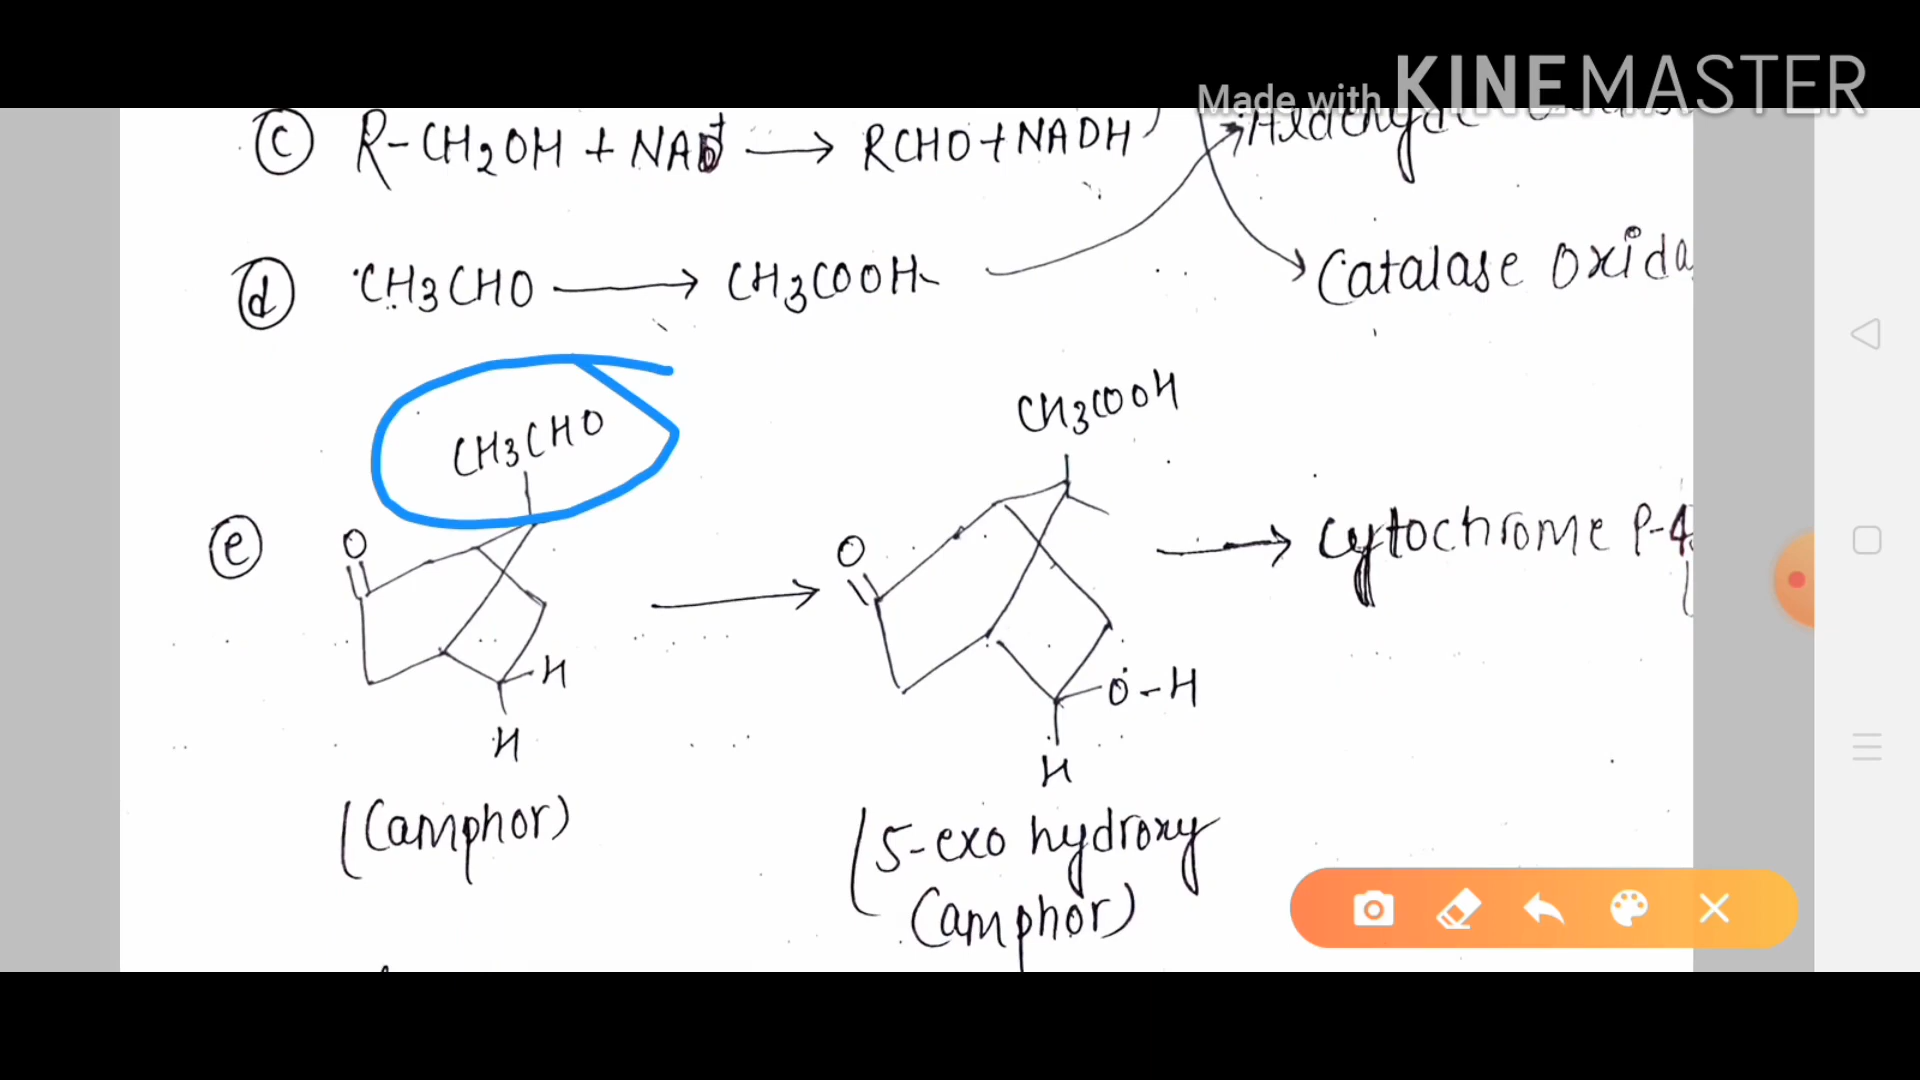 Made with KINEMASTER
(c) R-CH2OH + NAD+ → RCHO + NADH
(d) CH3CHO → CH3COOH
Catalase Oxida
CH3CHO
CH3COOH
(e) O
O
Cytochrome P-4
H
O-H
H
H
(Camphor)
(5-exo hydroxy
Camphor)